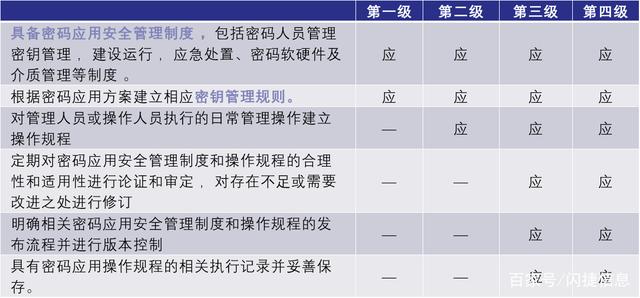 第一级 第二级 第三级 第四级
具备密码应用安全管理制度，包括密码人员管理
密钥管理，建设运行，应急处置、密码软硬件及
介质管理等制度。
应 应 应 应
根据密码应用方案建立相应密钥管理规则。 应 应 应 应
对管理人员或操作人员执行的日常管理操作建立
操作规程
— 应 应 应
定期对密码应用安全管理制度和操作规程的合理
性和适用性进行论证和审定，对存在不足或需要
改进之处进行修订
— — 应 应
明确相关密码应用安全管理制度和操作规程的发
布流程并进行版本控制
— — 应 应
具有密码应用操作规程的相关执行记录并妥善保
存。
— — 应 应
百家号/闪捷信息